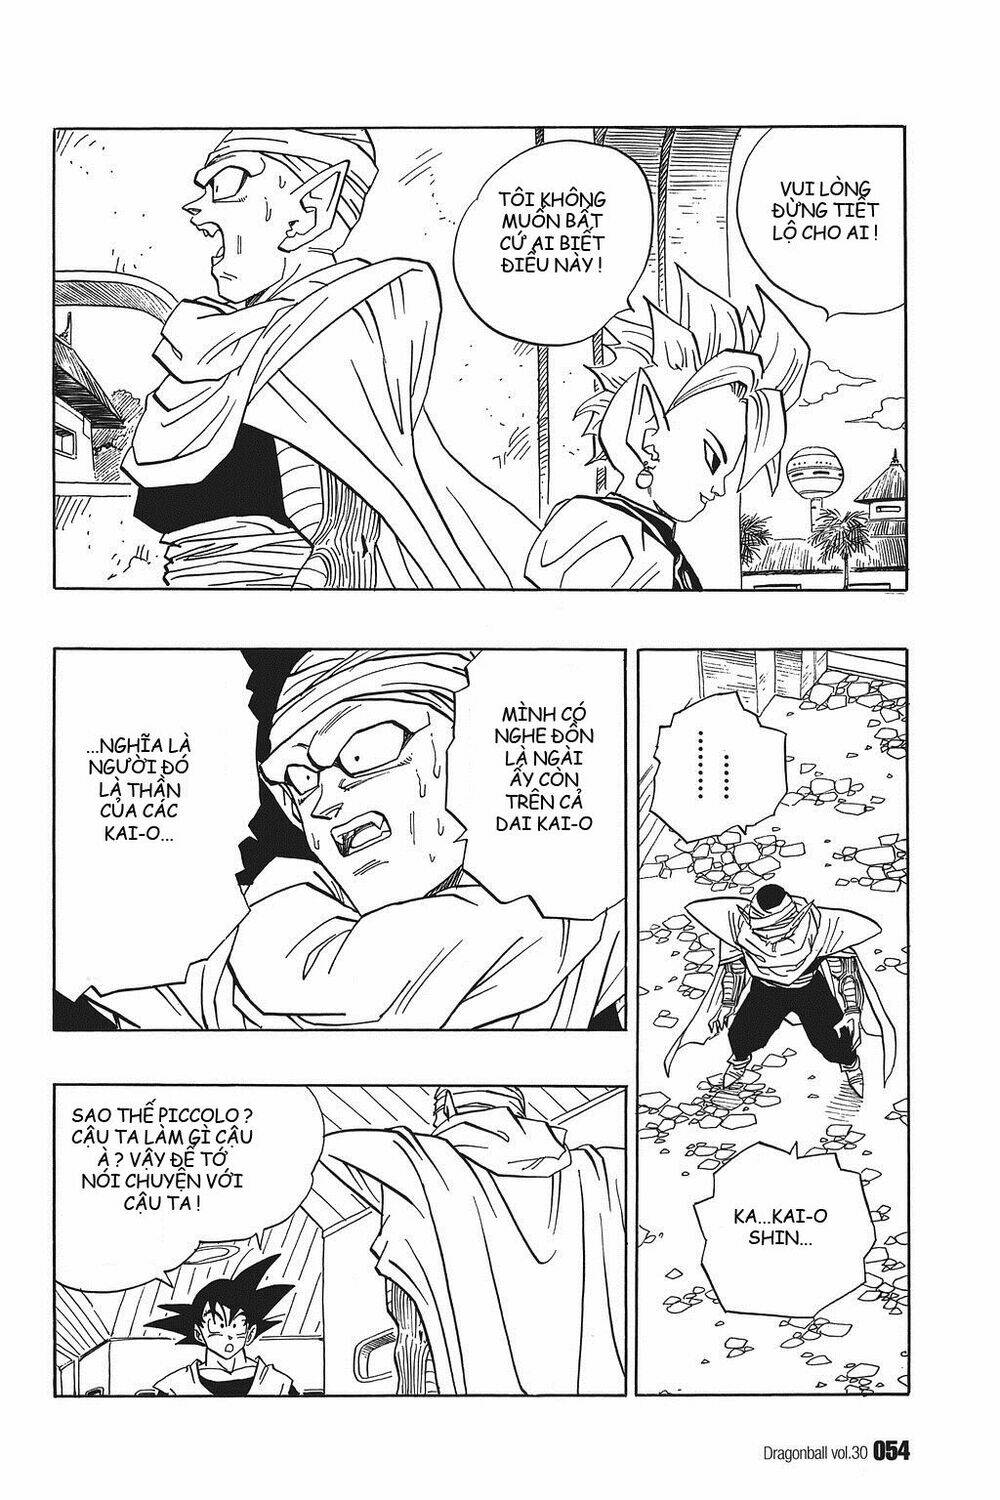 VUI LÒNG
ĐỪNG TIẾT
LỘ CHO AI !
TÔI KHÔNG
MUỐN BẤT
CỨ AI BIẾT
ĐIỀU NÀY !
........
KA...KAI-O
SHIN...
MÌNH CÓ
NGHE ĐỒN
LÀ NGÀI
ẤY CÒN
TRÊN CẢ
DAI KAI-O
...NGHĨA LÀ
NGƯỜI ĐÓ
LÀ THẦN
CỦA CÁC
KAI-O...
SAO THẾ PICCOLO ?
CẬU TA LÀM GÌ CẬU
À ? VẬY ĐỂ TỚ
NÓI CHUYỆN VỚI
CẬU TA !
Dragonball vol.30 054